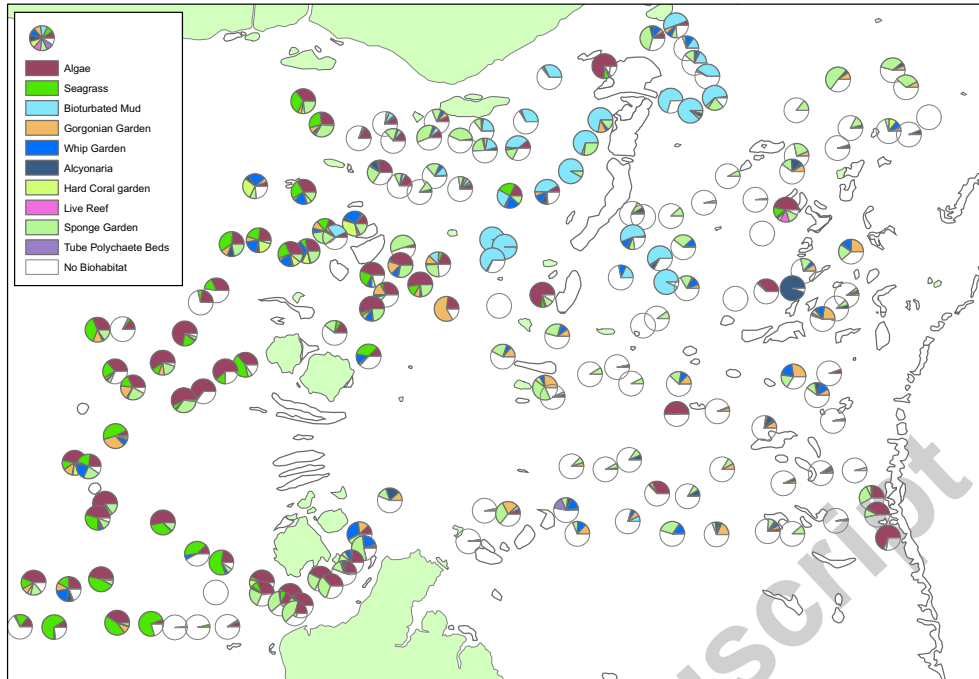 Algae
Seagrass
Bioturbated Mud
Gorgonian Garden
Whip Garden
Alcyonaria
Hard Coral garden
Live Reef
Sponge Garden
Tube Polychaete Beds
No Biohabitat
uscript